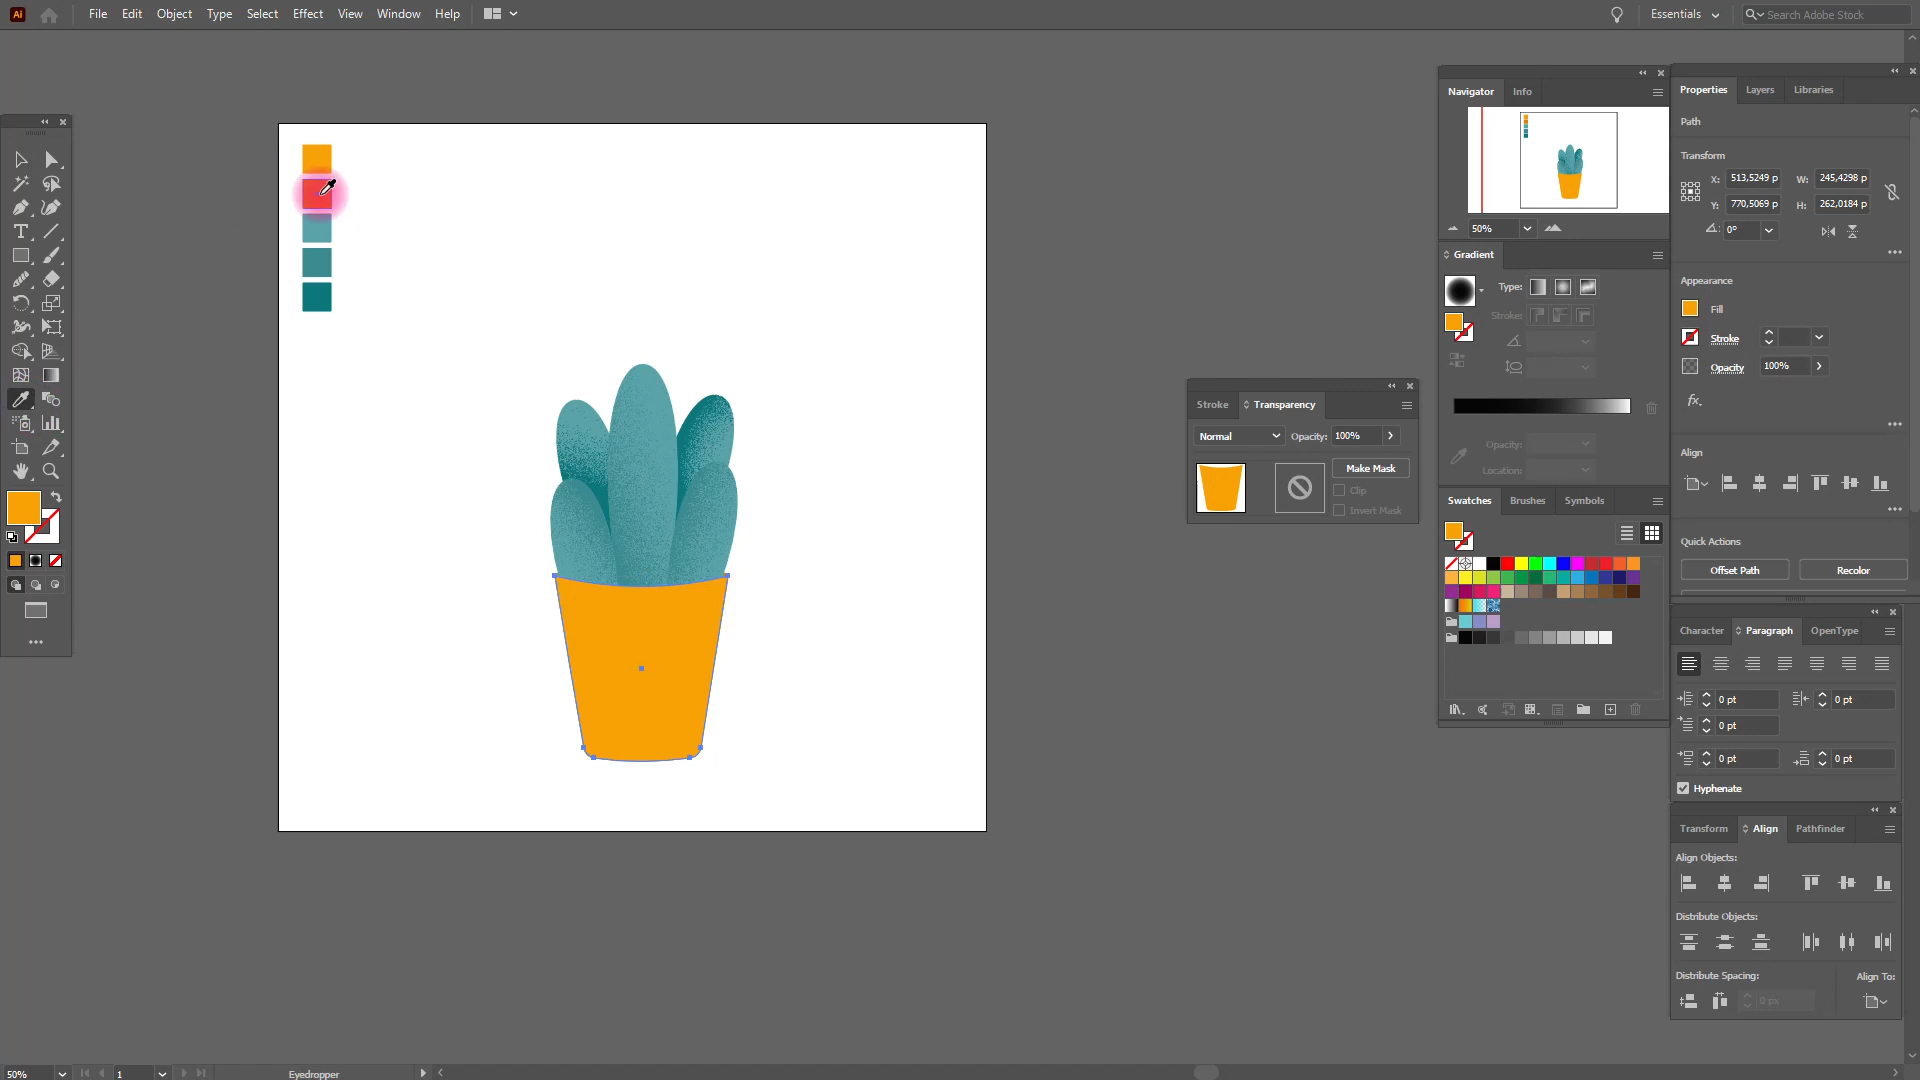 Ai File Edit Object Type Select Effect View Window Help
Essentials
Search Adobe Stock
Navigator Info
50%
Gradient
Type:
Stroke:
Opacity:
Location:
Stroke Transparency
Normal Opacity: 100%
Make Mask
Clip
Invert Mask
Swatches Brushes Symbols
Properties Layers Libraries
Path
Transform
X: 513,5249 p W: 245,4298 p
Y: 770,5069 p H: 262,0184 p
0°
Appearance
Fill
Stroke
Opacity 100%
fx.
Align
Quick Actions
Offset Path Recolor
Character Paragraph OpenType
0 pt 0 pt
0 pt
0 pt 0 pt
Hyphenate
Transform Align Pathfinder
Align Objects:
Distribute Objects:
Distribute Spacing: Align To:
0 px
50% 1 Eyedropper